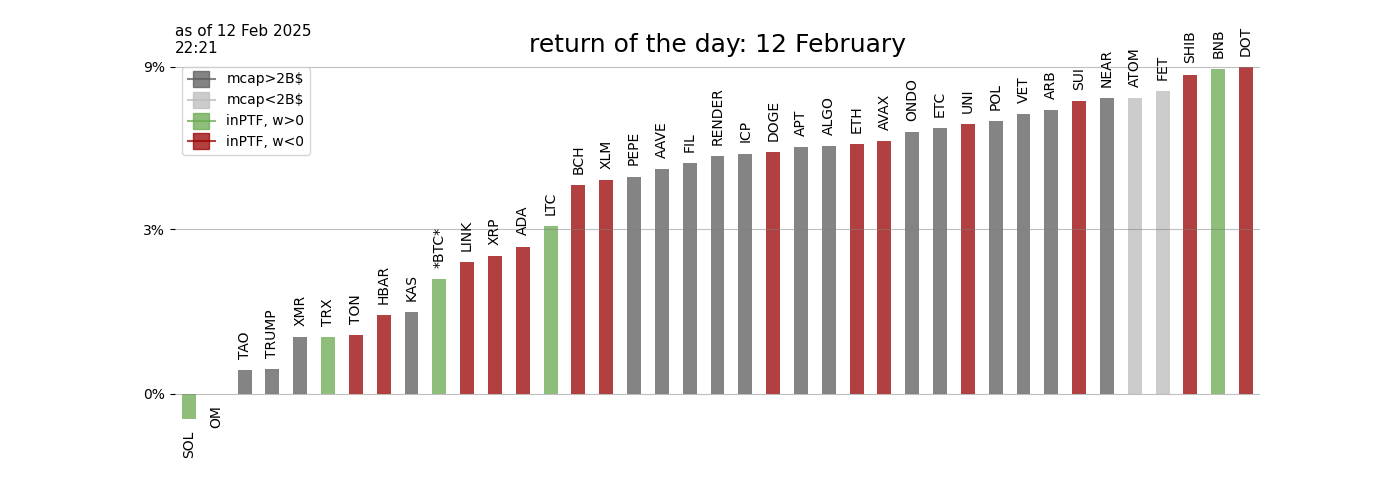 as of 12 Feb 2025
22:21
return of the day: 12 February
9%
3%
0%
mcap>2B$
mcap<2B$
inPTF, w>0
inPTF, w<0
SOL
OM
TAO
TRUMP
XMR
TRX
TON
HBAR
KAS
*BTC*
LINK
XRP
ADA
LTC
BCH
XLM
PEPE
AAVE
FIL
RENDER
ICP
DOGE
APT
ALGO
ETH
AVAX
ONDO
ETC
UNI
POL
VET
ARB
SUI
NEAR
ATOM
FET
SHIB
BNB
DOT